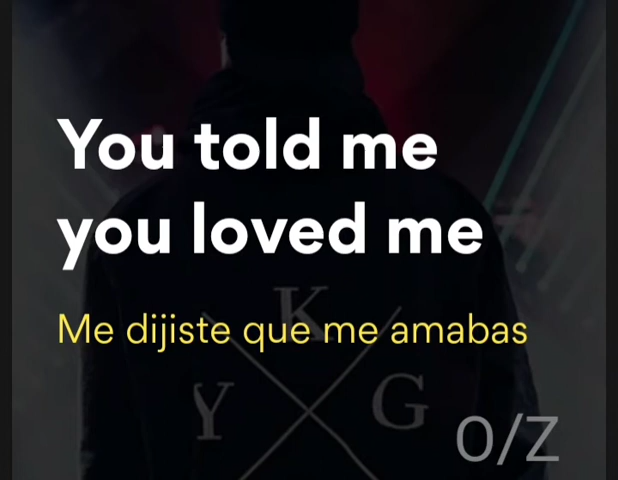 You told me
you loved me
Me dijiste que me amabas
K
Y G
O/Z